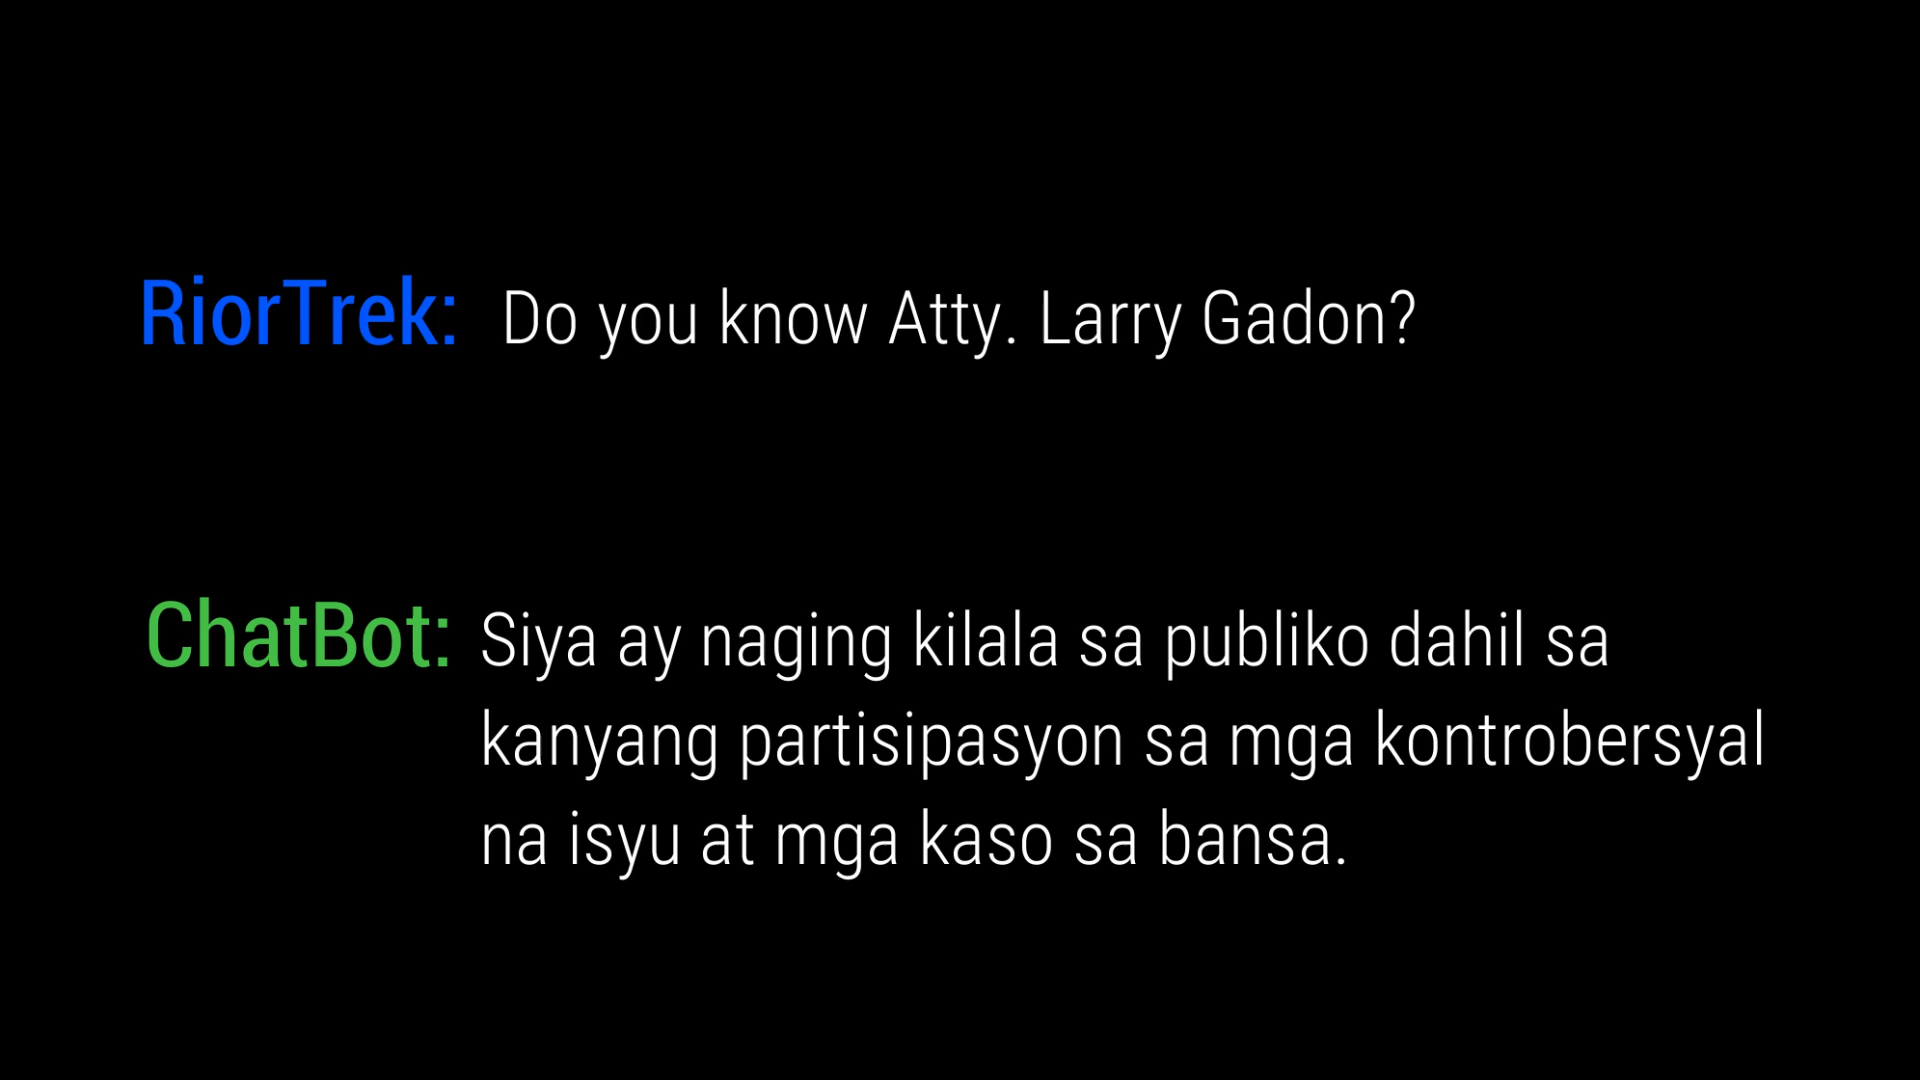 RiorTrek: Do you know Atty. Larry Gadon?
ChatBot: Siya ay naging kilala sa publiko dahil sa
kanyang partisipasyon sa mga kontrobersyal
na isyu at mga kaso sa bansa.